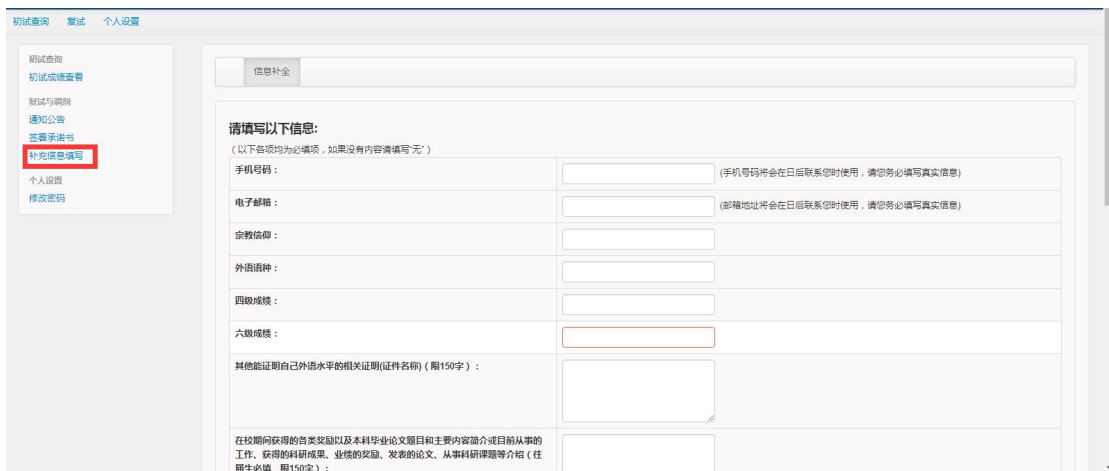 初试查询 复试 个人设置
初试查询
初试成绩查看
复试与调剂
通知公告
签署承诺书
补充信息填写
个人设置
修改密码
信息补全
请填写以下信息:
（以下各项均为必填项，如果没有内容请填写“无”）
手机号码：
(手机号码将会在日后联系您时使用，请您务必填写真实信息)
电子邮箱：
(邮箱地址将会在日后联系您时使用，请您务必填写真实信息)
宗教信仰：
外语语种：
四级成绩：
六级成绩：
其他能证明自己外语水平的相关证明(证件名称)（限150字）：
在校期间获得的各类奖励以及本科毕业论文题目和主要内容简介或目前从事的
工作、获得的科研成果、业绩的奖励、发表的论文、从事科研课题等介绍（往
届生必填，限150字）：